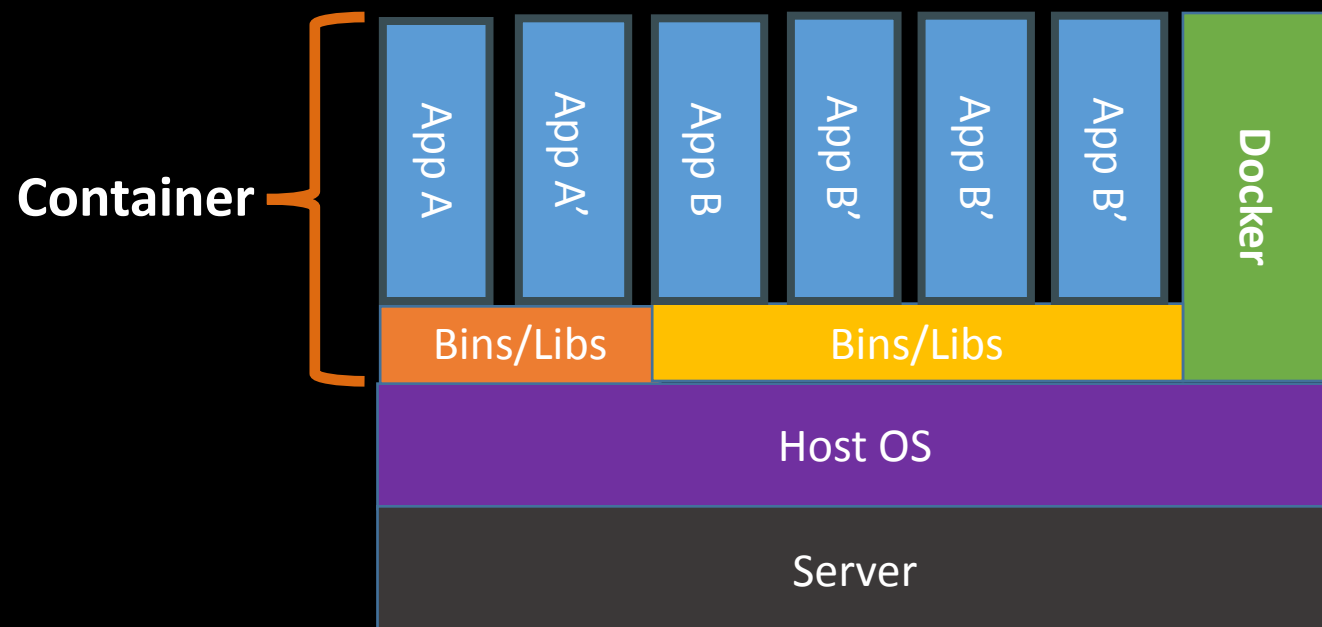 Container
App A
App A’
App B
App B’
App B’
App B’
Docker
Bins/Libs
Bins/Libs
Host OS
Server